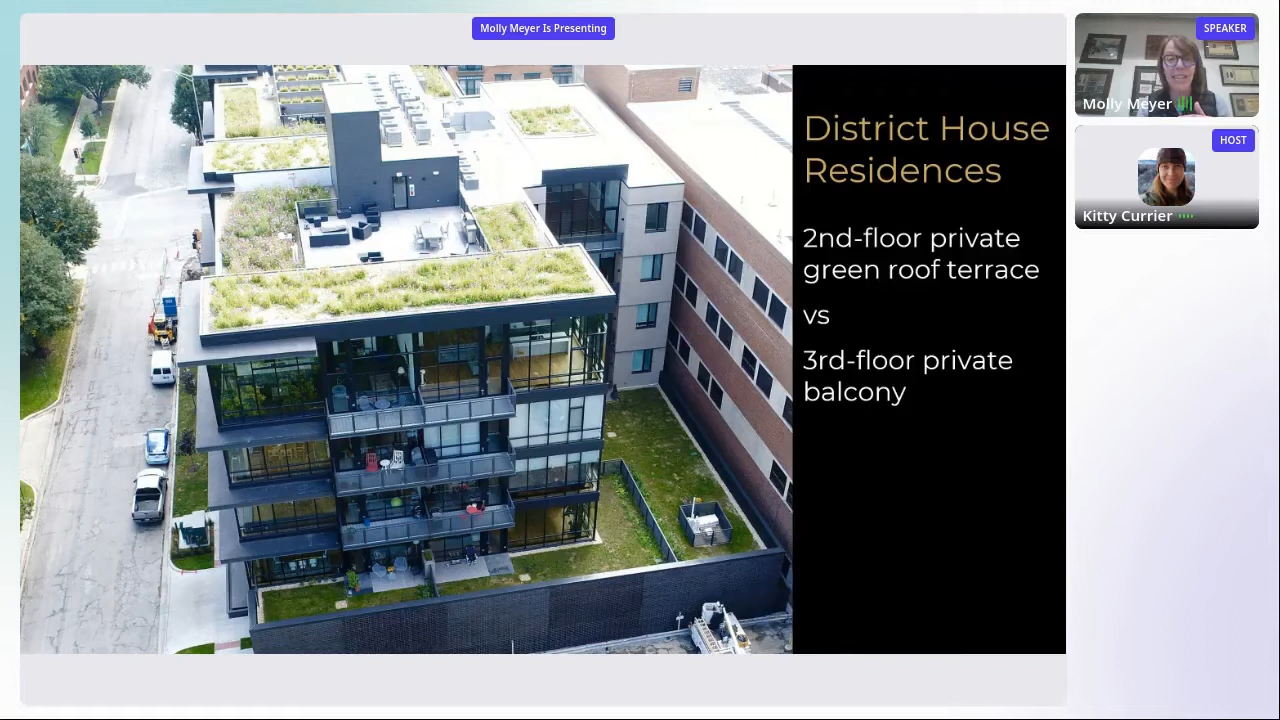 Molly Meyer Is Presenting
SPEAKER
Molly Meyer
HOST
Kitty Currier
District House
Residences
2nd-floor private
green roof terrace
vs
3rd-floor private
balcony